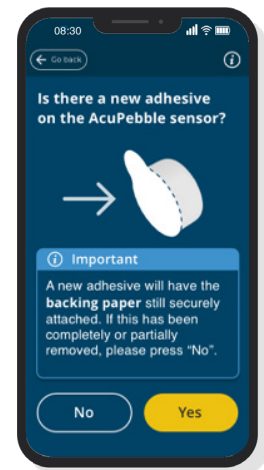 08:30
Go back
Is there a new adhesive
on the AcuPebble sensor?
Important
A new adhesive will have the
backing paper still securely
attached. If this has been
completely or partially
removed, please press “No”.
No
Yes